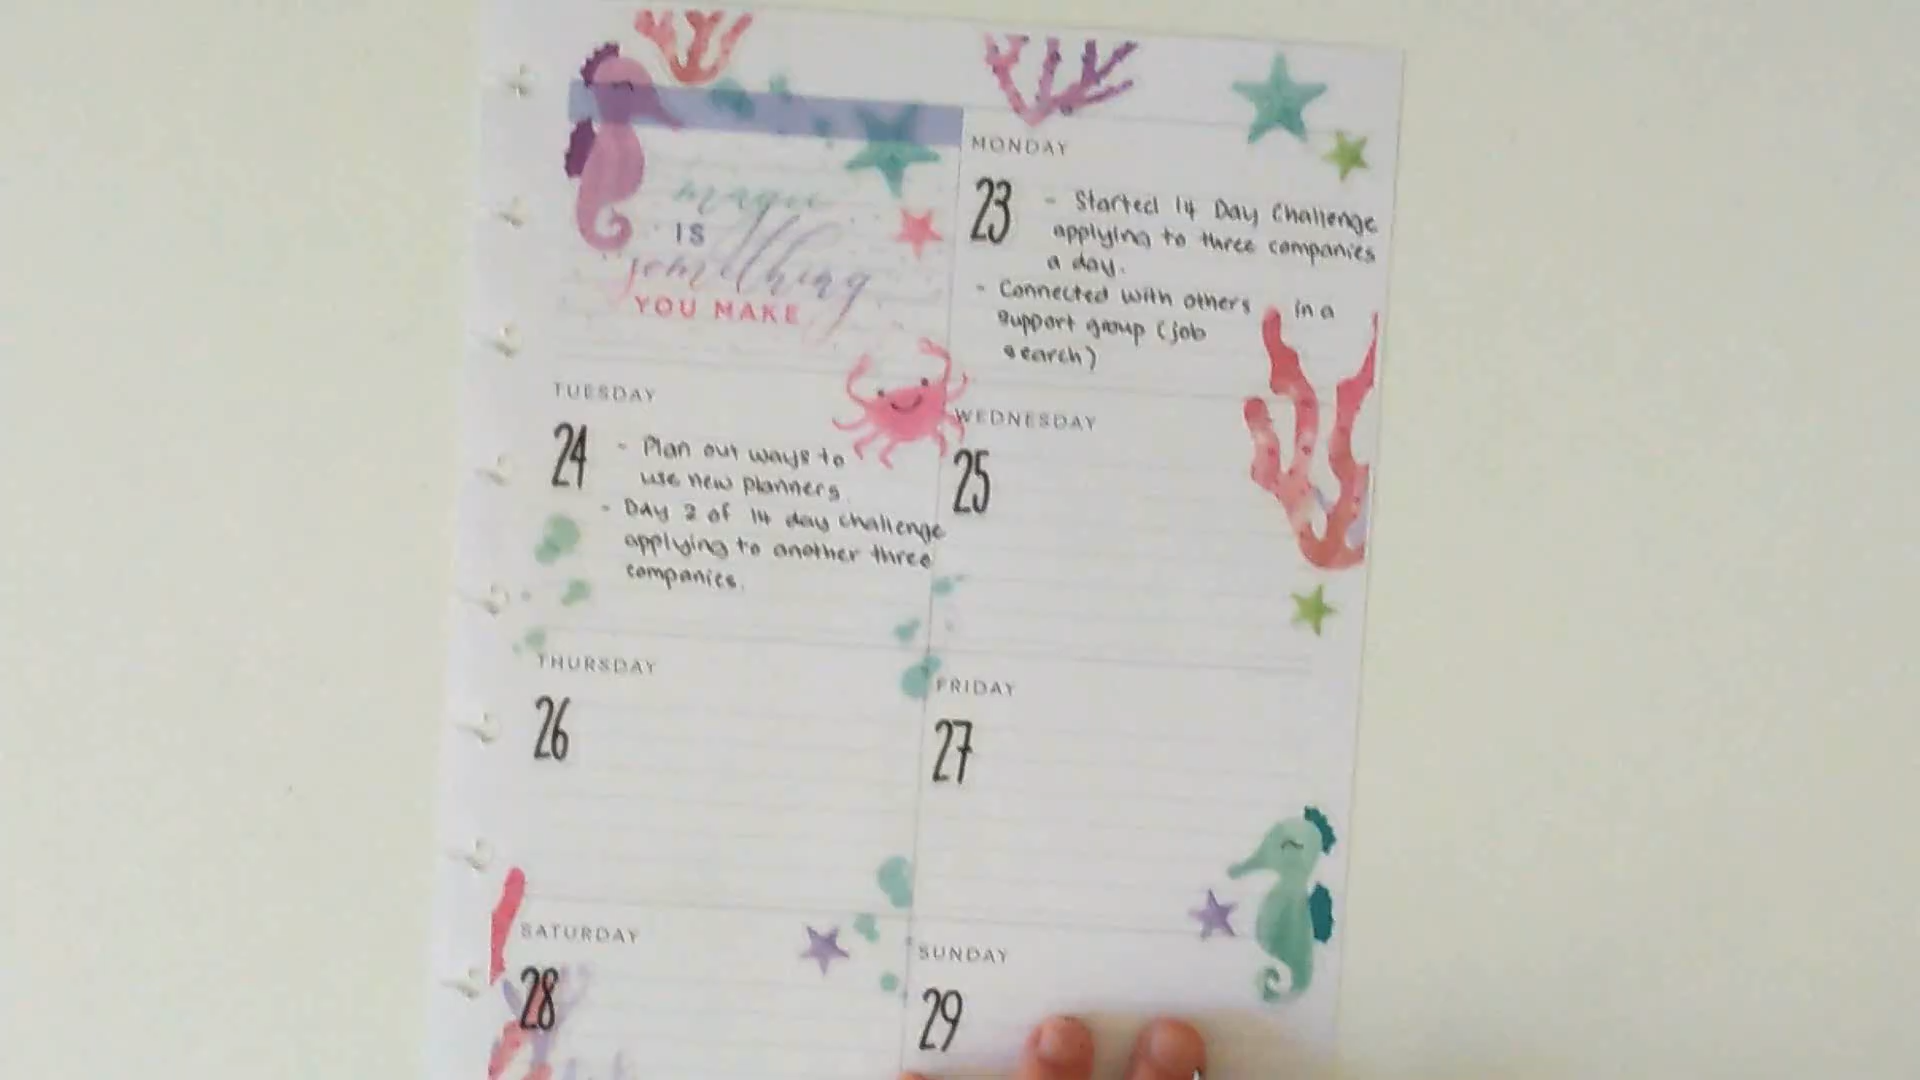 magic
IS
something
YOU MAKE
MONDAY
23
- Started 14 Day Challenge
applying to three companies
a day.
- Connected with others in a
support group (job
search)
TUESDAY
24
- Plan out ways to
use new planners
- Day 2 of 14 day challenge
applying to another three
companies.
WEDNESDAY
25
THURSDAY
26
FRIDAY
27
SATURDAY
28
SUNDAY
29